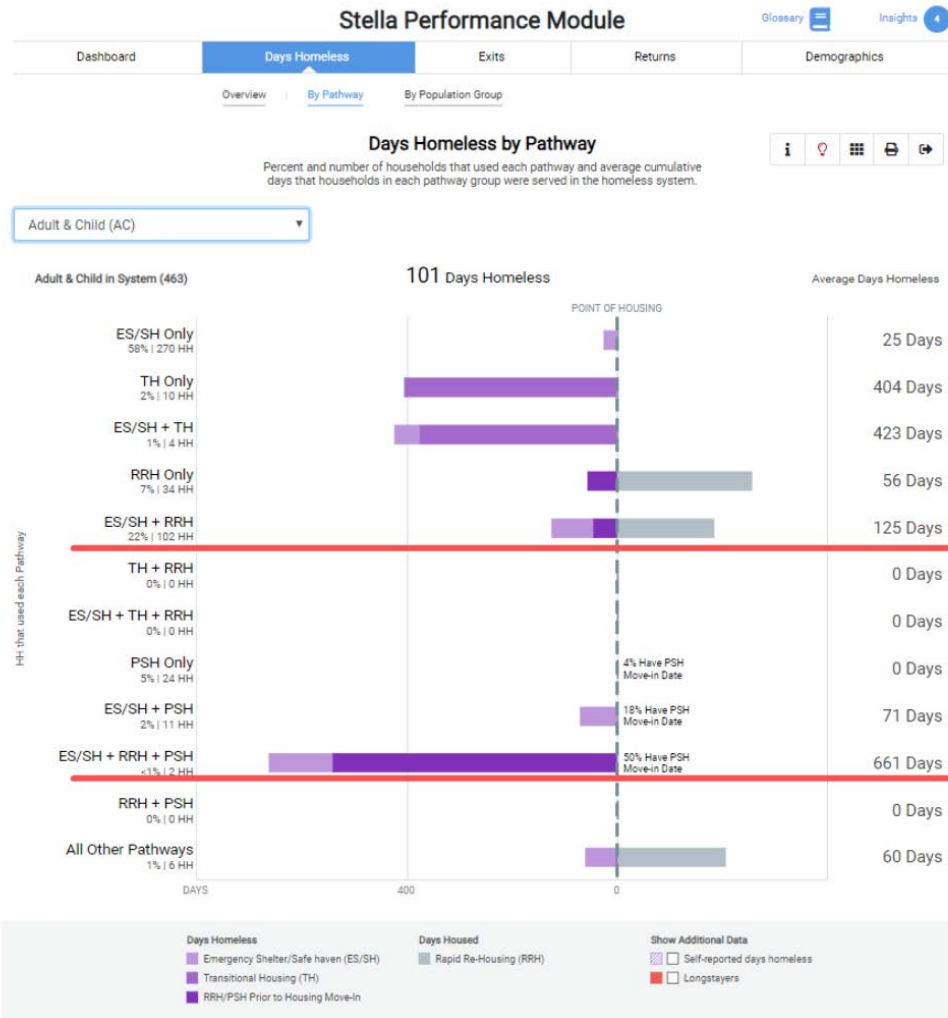 Stella Performance Module
Glossary
Insights 4
Dashboard Days Homeless Exits Returns Demographics
Overview | By Pathway By Population Group
Days Homeless by Pathway
Percent and number of households that used each pathway and average cumulative
days that households in each pathway group were served in the homeless system.
Adult & Child (AC)
Adult & Child in System (463) 101 Days Homeless Average Days Homeless
POINT OF HOUSING
HH that used each Pathway
ES/SH Only 25 Days
58% | 270 HH
TH Only 404 Days
2% | 10 HH
ES/SH + TH 423 Days
1% | 4 HH
RRH Only 56 Days
7% | 34 HH
ES/SH + RRH 125 Days
22% | 102 HH
TH + RRH 0 Days
0% | 0 HH
ES/SH + TH + RRH 0 Days
0% | 0 HH
PSH Only 4% Have PSH 0 Days
5% | 24 HH Move-in Date
ES/SH + PSH 18% Have PSH 71 Days
2% | 11 HH Move-in Date
ES/SH + RRH + PSH 50% Have PSH 661 Days
<1% | 2 HH Move-in Date
RRH + PSH 0 Days
0% | 0 HH
All Other Pathways 60 Days
1% | 6 HH
DAYS 400 0
Days Homeless Days Housed Show Additional Data
Emergency Shelter/Safe haven (ES/SH) Rapid Re-Housing (RRH) Self-reported days homeless
Transitional Housing (TH) Longstayers
RRH/PSH Prior to Housing Move-In